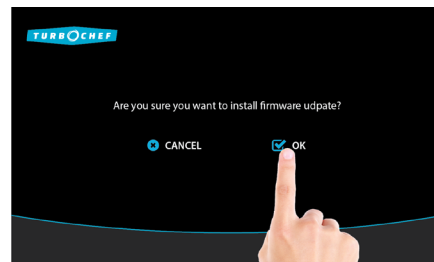 TURBOCHEF
Are you sure you want to install firmware udpate?
CANCEL
OK